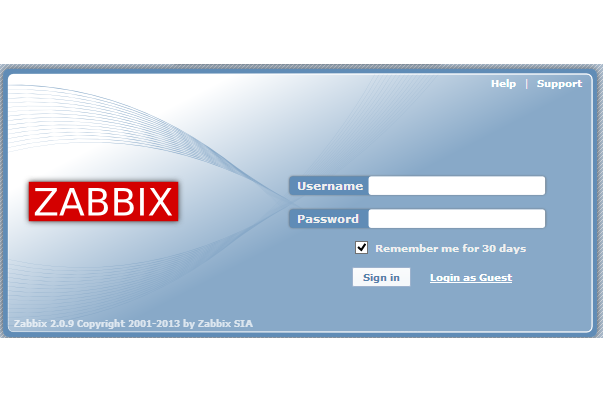 Help | Support
ZABBIX
Username
Password
Remember me for 30 days
Sign in Login as Guest
Zabbix 2.0.9 Copyright 2001-2013 by Zabbix SIA